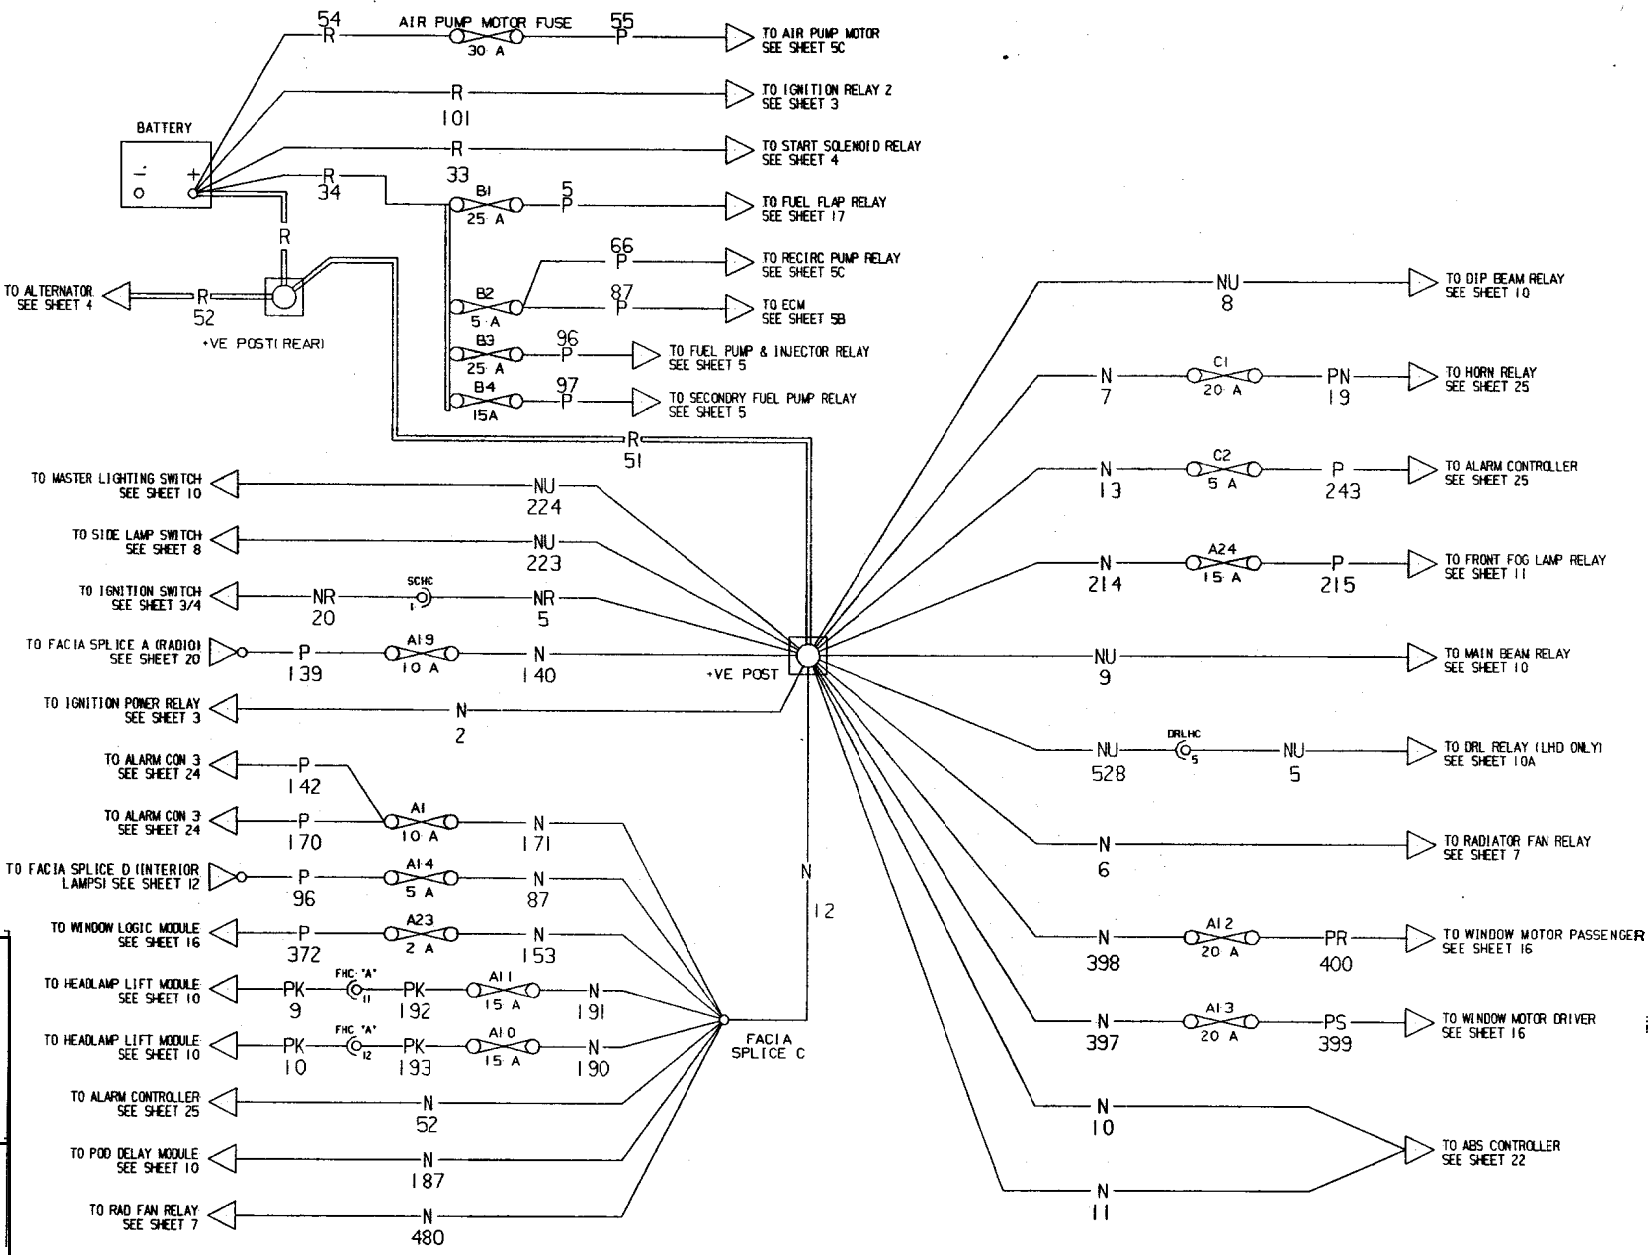 54
AIR PUMP MOTOR FUSE
55
R
30 A
P
TO AIR PUMP MOTOR
SEE SHEET 5C
R
101
TO IGNITION RELAY 2
SEE SHEET 3
BATTERY
- +
R
33
TO START SOLENOID RELAY
SEE SHEET 4
R
34
B1
25 A
5
P
TO FUEL FLAP RELAY
SEE SHEET 17
R
66
P
TO RECIRC PUMP RELAY
SEE SHEET 5C
B2
5 A
87
P
TO ECM
SEE SHEET 5B
TO ALTERNATOR
SEE SHEET 4
R
52
+VE POST(REAR)
B3
25 A
96
P
TO FUEL PUMP & INJECTOR RELAY
SEE SHEET 5
B4
15A
97
P
TO SECONDRY FUEL PUMP RELAY
SEE SHEET 5
R
51
TO MASTER LIGHTING SWITCH
SEE SHEET 10
NU
224
TO SIDE LAMP SWITCH
SEE SHEET 8
NU
223
TO IGNITION SWITCH
SEE SHEET 3/4
NR
20
SCHC
1
NR
5
TO FACIA SPLICE A (RADIO)
SEE SHEET 20
P
139
A19
10 A
N
140
+VE POST
TO IGNITION POWER RELAY
SEE SHEET 3
N
2
TO ALARM CON 3
SEE SHEET 24
P
142
TO ALARM CON 3
SEE SHEET 24
P
170
A1
10 A
N
171
TO FACIA SPLICE D (INTERIOR
LAMPS) SEE SHEET 12
P
96
A14
5 A
N
87
N
12
TO WINDOW LOGIC MODULE
SEE SHEET 16
P
372
A23
2 A
N
153
TO HEADLAMP LIFT MODULE
SEE SHEET 10
PK
9
FHC "A"
11
PK
192
A11
15 A
N
191
TO HEADLAMP LIFT MODULE
SEE SHEET 10
PK
10
FHC "A"
12
PK
193
A10
15 A
N
190
FACIA
SPLICE C
TO ALARM CONTROLLER
SEE SHEET 25
N
52
TO POD DELAY MODULE
SEE SHEET 10
N
187
TO RAD FAN RELAY
SEE SHEET 7
N
480
NU
8
TO DIP BEAM RELAY
SEE SHEET 10
N
7
C1
20 A
PN
19
TO HORN RELAY
SEE SHEET 25
N
13
C2
5 A
P
243
TO ALARM CONTROLLER
SEE SHEET 25
N
214
A24
15 A
P
215
TO FRONT FOG LAMP RELAY
SEE SHEET 11
NU
9
TO MAIN BEAM RELAY
SEE SHEET 10
NU
528
DRLHC
5
NU
5
TO DRL RELAY (LHD ONLY)
SEE SHEET 10A
N
6
TO RADIATOR FAN RELAY
SEE SHEET 7
N
398
A12
20 A
PR
400
TO WINDOW MOTOR PASSENGER
SEE SHEET 16
N
397
A13
20 A
PS
399
TO WINDOW MOTOR DRIVER
SEE SHEET 16
N
10
TO ABS CONTROLLER
SEE SHEET 22
N
11